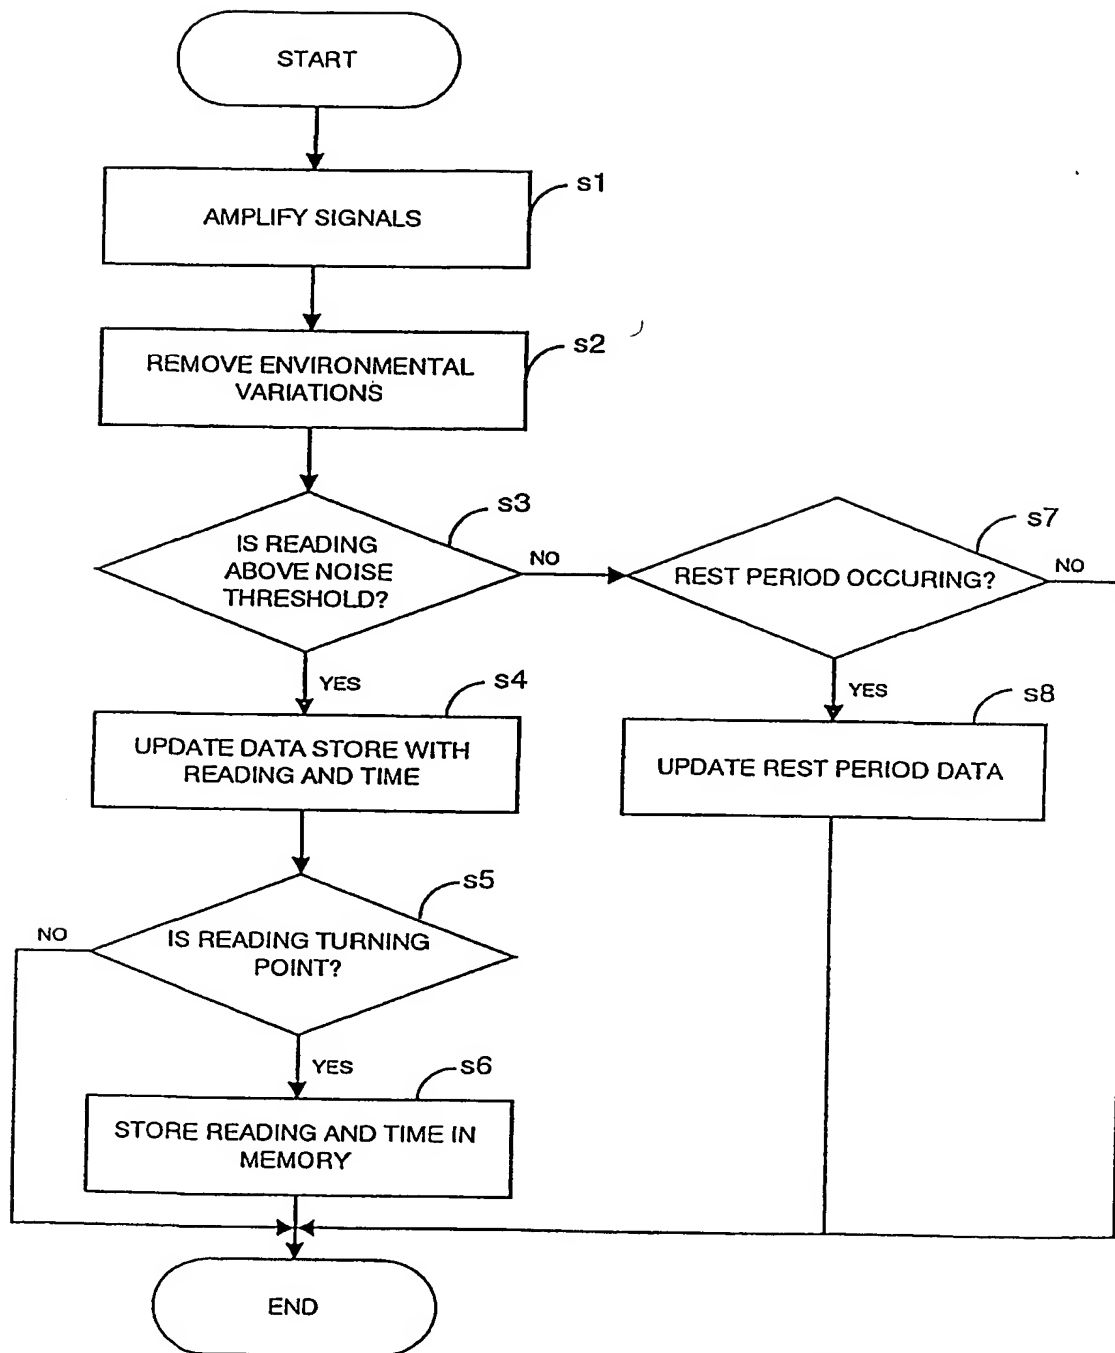 START
s1
AMPLIFY SIGNALS
s2
REMOVE ENVIRONMENTAL
VARIATIONS
s3
IS READING
ABOVE NOISE
THRESHOLD?
NO
s7
REST PERIOD OCCURING?
NO
YES
s4
UPDATE DATA STORE WITH
READING AND TIME
YES
s8
UPDATE REST PERIOD DATA
s5
NO
IS READING TURNING
POINT?
YES
s6
STORE READING AND TIME IN
MEMORY
END